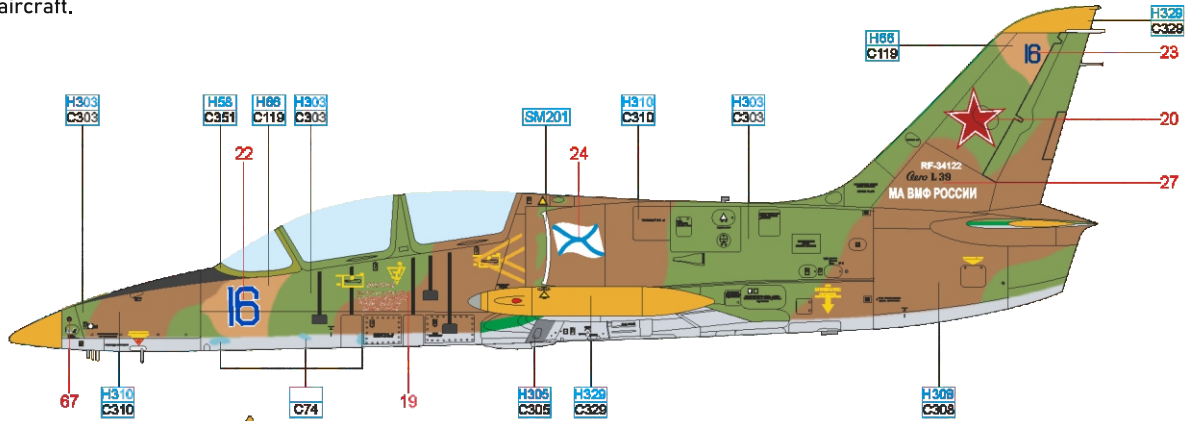 aircraft.
H329
C329
H66
C119
16
23
H303
C303
H58
C351
H66
C119
H303
C303
SM201
H310
C310
H303
C303
20
22
24
RF-34122
Aero L 39
27
МА ВМФ РОССИИ
16
67
H310
C310
C74
19
H305
C305
H329
C329
H309
C308